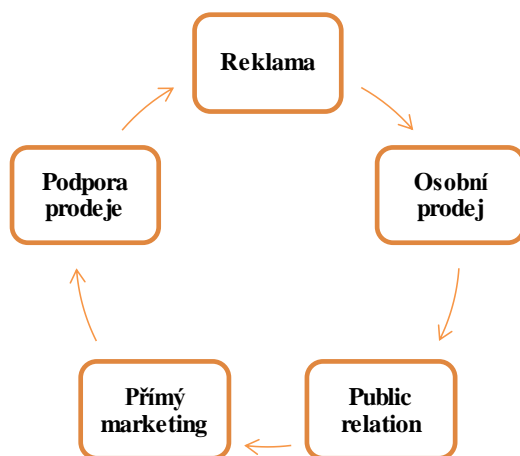 Reklama
Osobní
prodej
Public
relation
Přímý
marketing
Podpora
prodeje